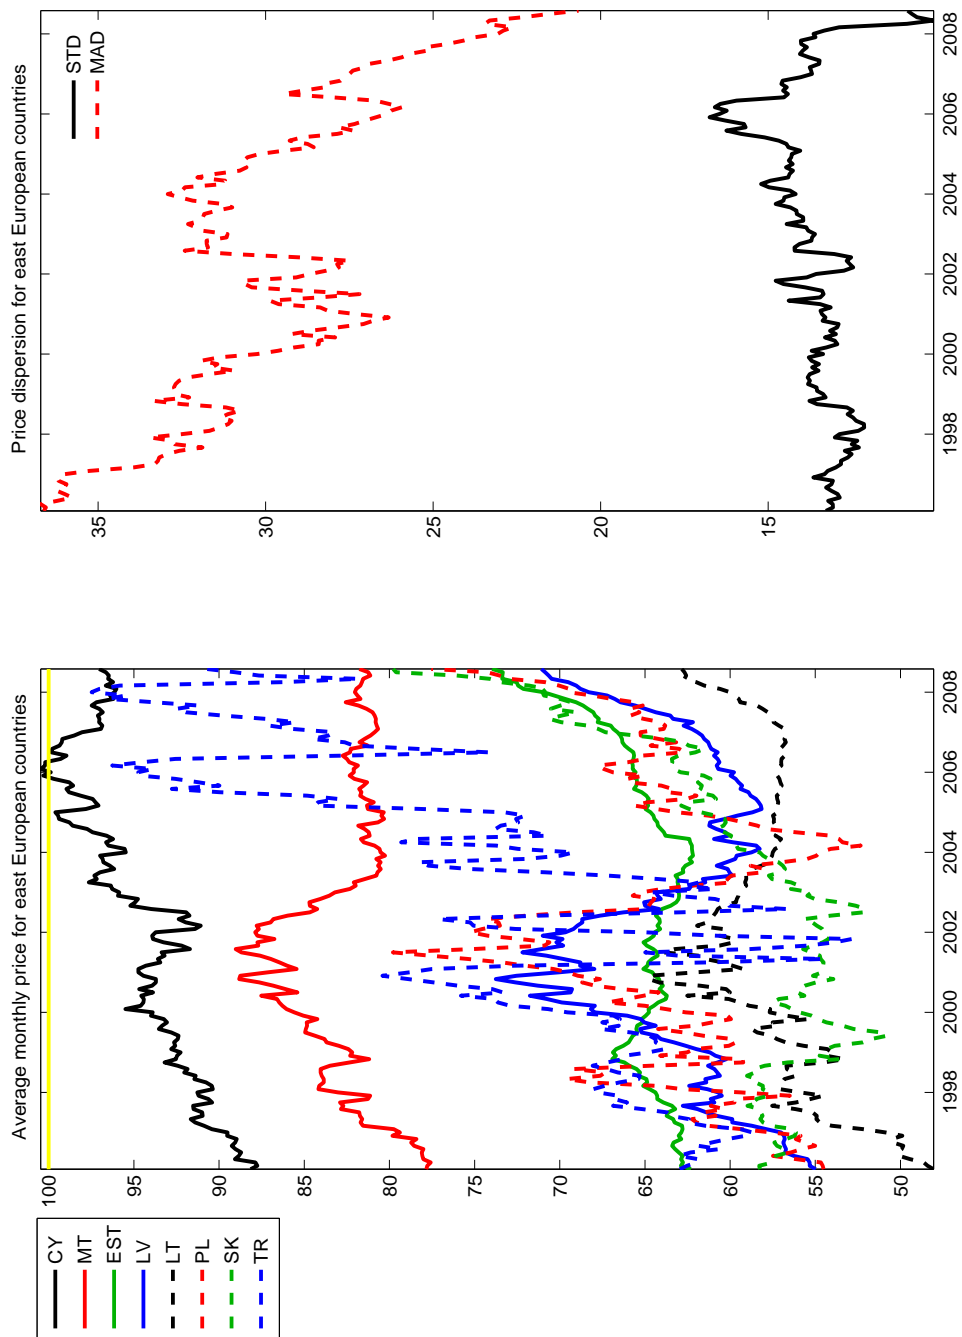 Average monthly price for east European countries
100
95
90
85
80
75
70
65
60
55
50
1998
2000
2002
2004
2006
2008
CY
MT
EST
LV
LT
PL
SK
TR
Price dispersion for east European countries
35
30
25
20
15
1998
2000
2002
2004
2006
2008
STD
MAD